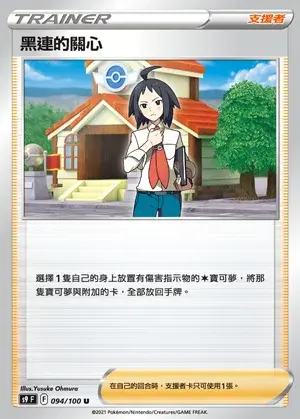 TRAINER
支援者
黑連的關心
選擇1隻自己的身上放置有傷害指示物的✶寶可夢,將那
隻寶可夢與附加的卡,全部放回手牌。
Illus.Yusuke Ohmura
s9 F F 094/100 U
在自己的回合時,支援者卡只可使用1張。
©2021 Pokémon/Nintendo/Creatures/GAME FREAK.